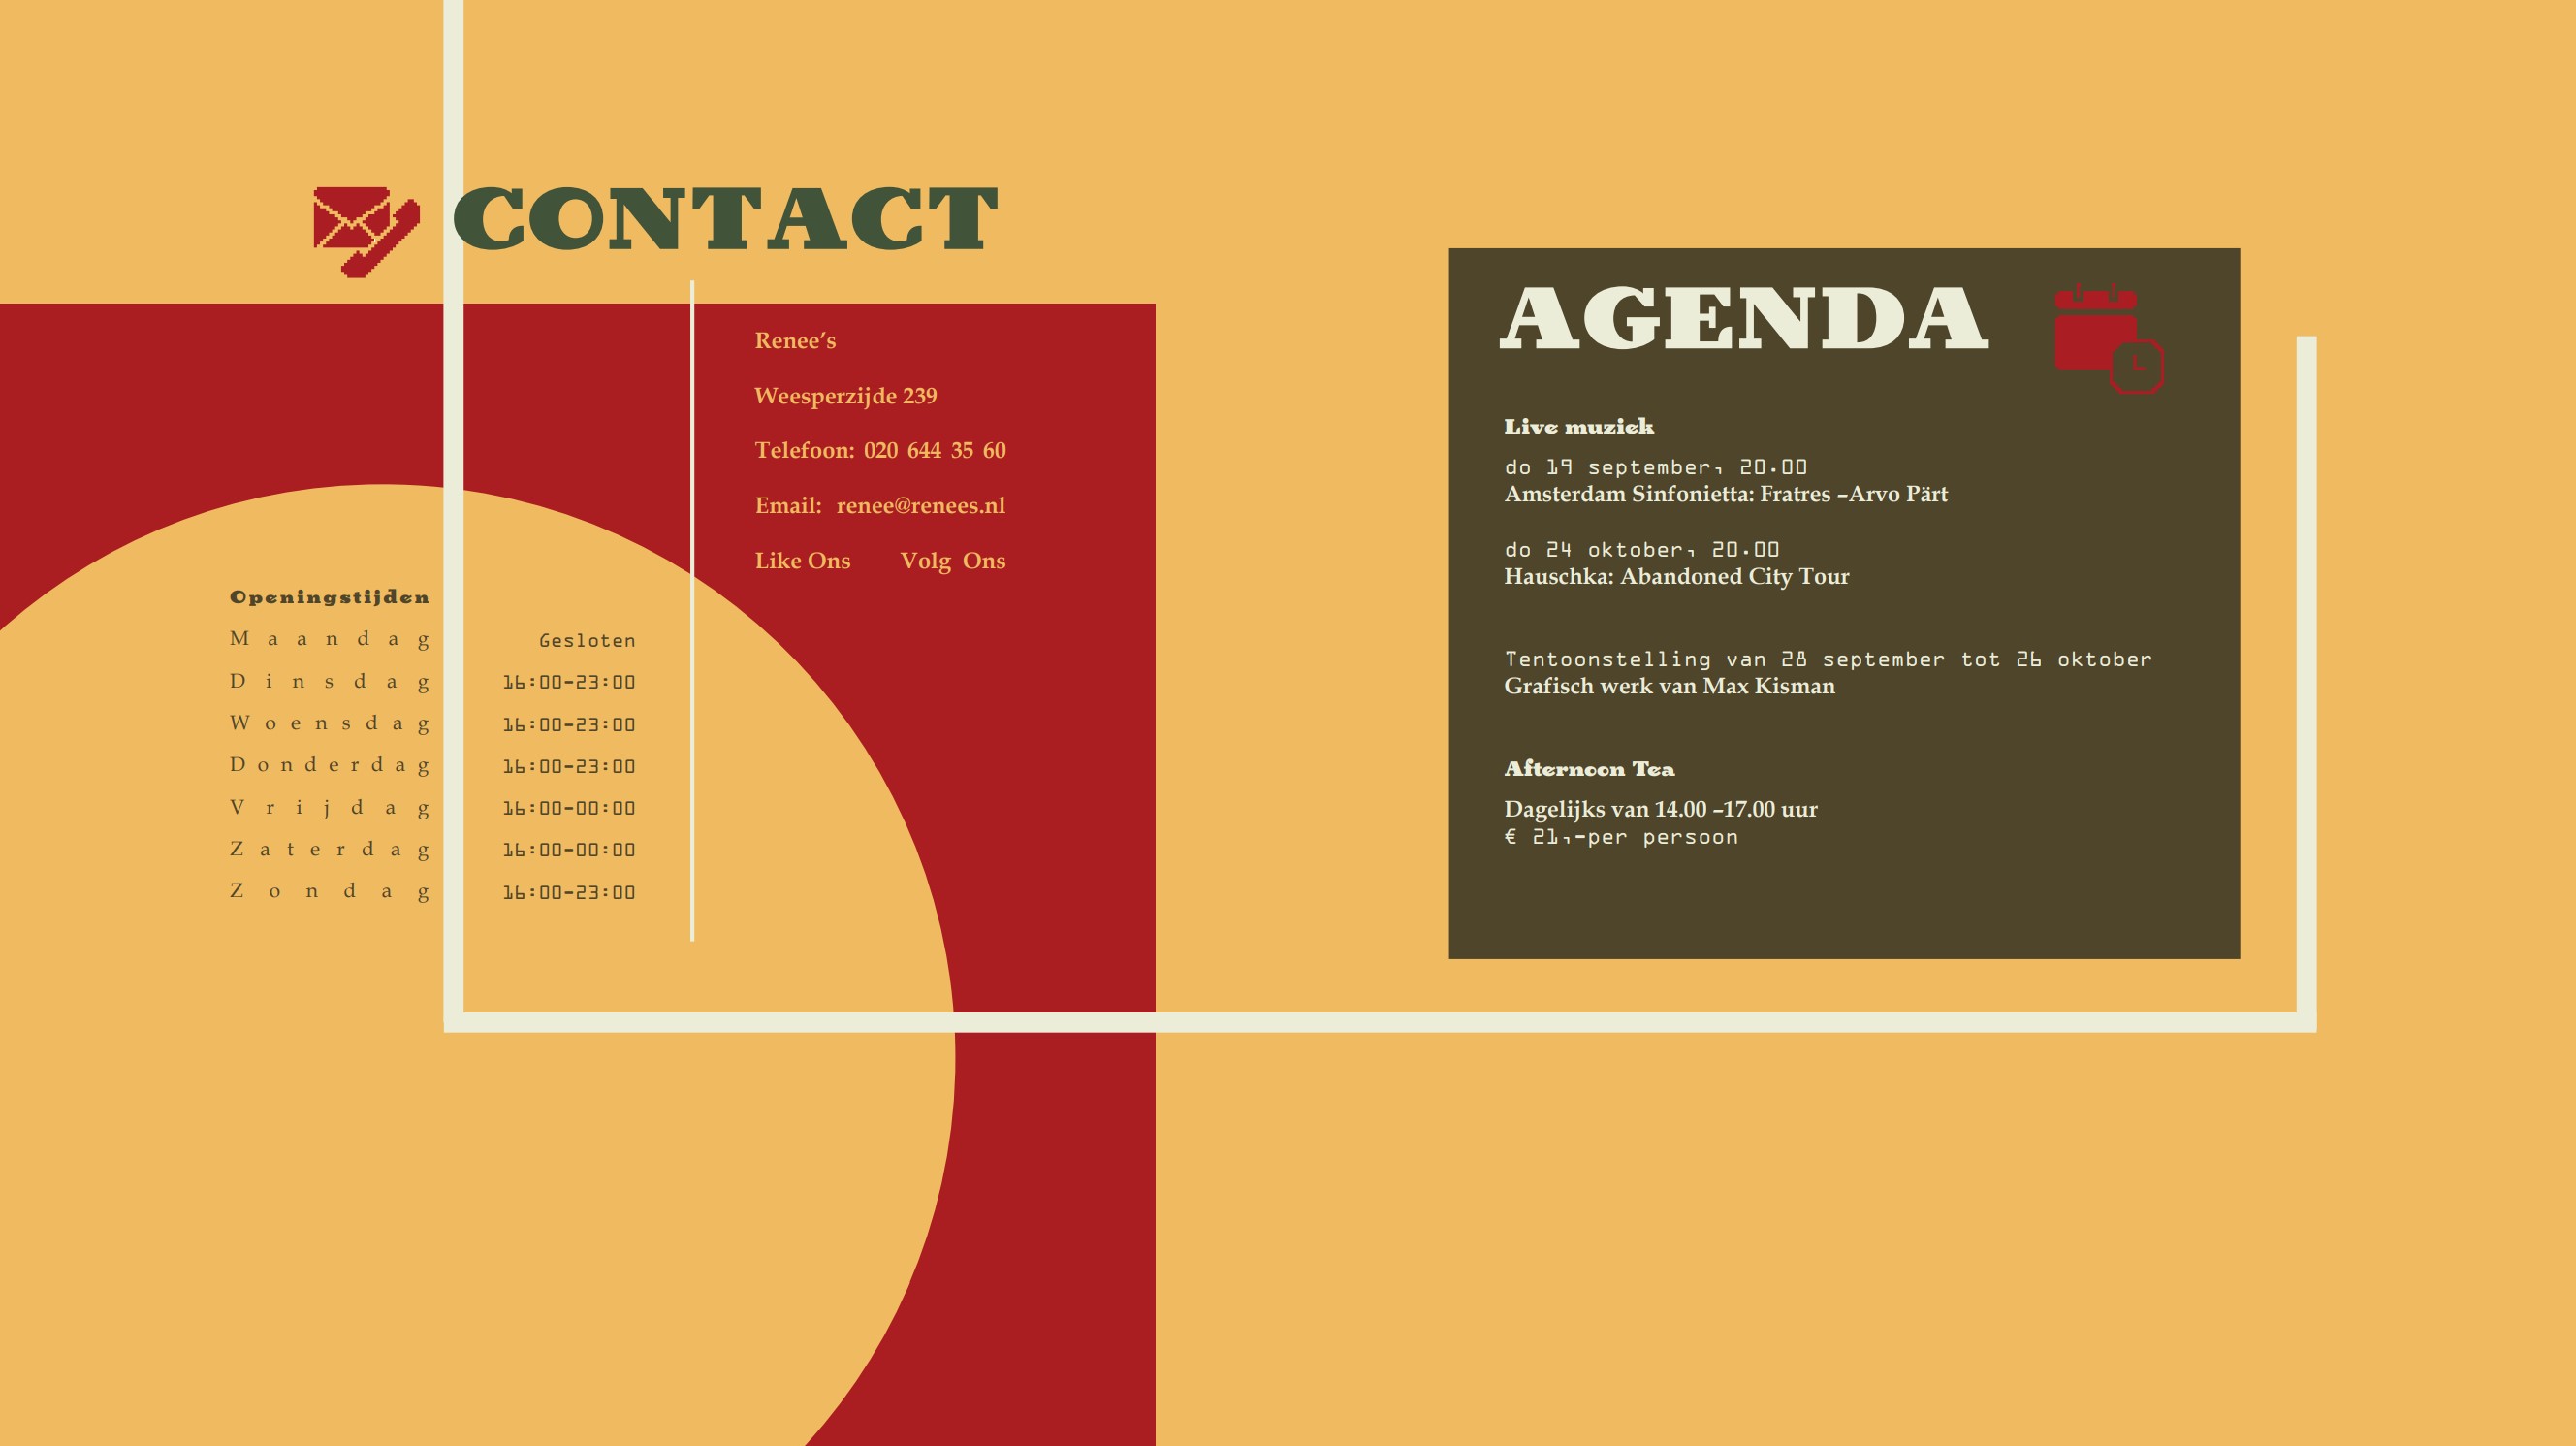 CONTACT
Renee’s
Weesperzijde 239
Telefoon: 020 644 35 60
Email: renee@renees.nl
Like Ons Volg Ons
Openingstijden
Maandag Gesloten
Dinsdag 16:00-23:00
Woensdag 16:00-23:00
Donderdag 16:00-23:00
Vrijdag 16:00-00:00
Zaterdag 16:00-00:00
Zondag 16:00-23:00
AGENDA
Live muziek
do 19 september, 20.00
Amsterdam Sinfonietta: Fratres –Arvo Pärt
do 24 oktober, 20.00
Hauschka: Abandoned City Tour
Tentoonstelling van 28 september tot 26 oktober
Grafisch werk van Max Kisman
Afternoon Tea
Dagelijks van 14.00 –17.00 uur
€ 21,-per persoon